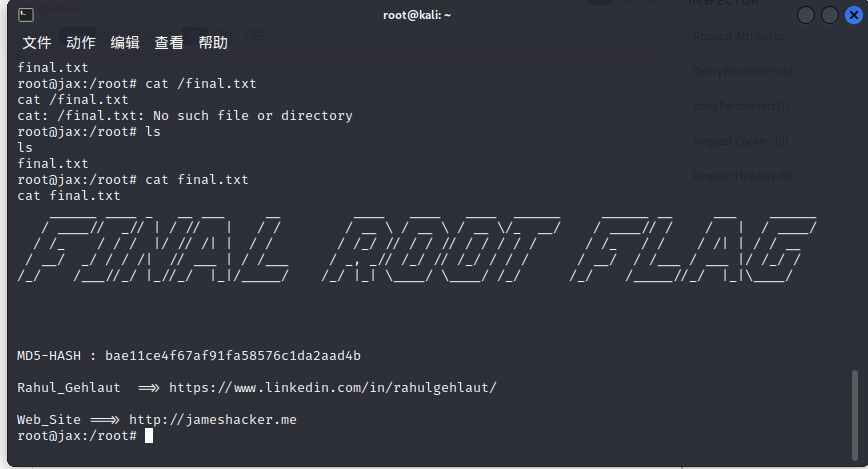 root@kali: ~
文件 动作 编辑 查看 帮助
final.txt
root@jax:/root# cat /final.txt
cat /final.txt
cat: /final.txt: No such file or directory
root@jax:/root# ls
ls
final.txt
root@jax:/root# cat final.txt
cat final.txt
FINAL ROOT FLAG
MD5-HASH : bae11ce4f67af91fa58576c1da2aad4b
Rahul_Gehlaut ==>> https://www.linkedin.com/in/rahulgehlaut/
Web_Site ===>> http://jameshacker.me
root@jax:/root#
INSPECTOR
Request Attributes
Query Parameters (0)
Body Parameters (1)
Request Cookies (0)
Request Headers (10)